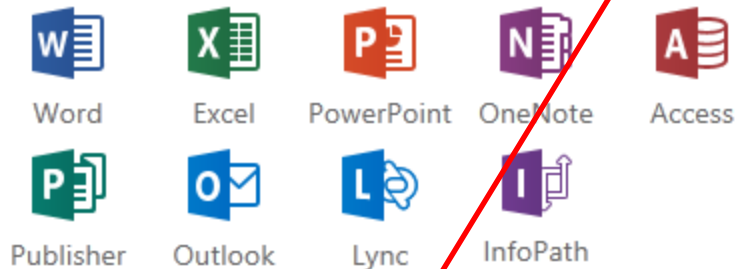 W X P N A
Word Excel PowerPoint OneNote Access
P O L I
Publisher Outlook Lync InfoPath